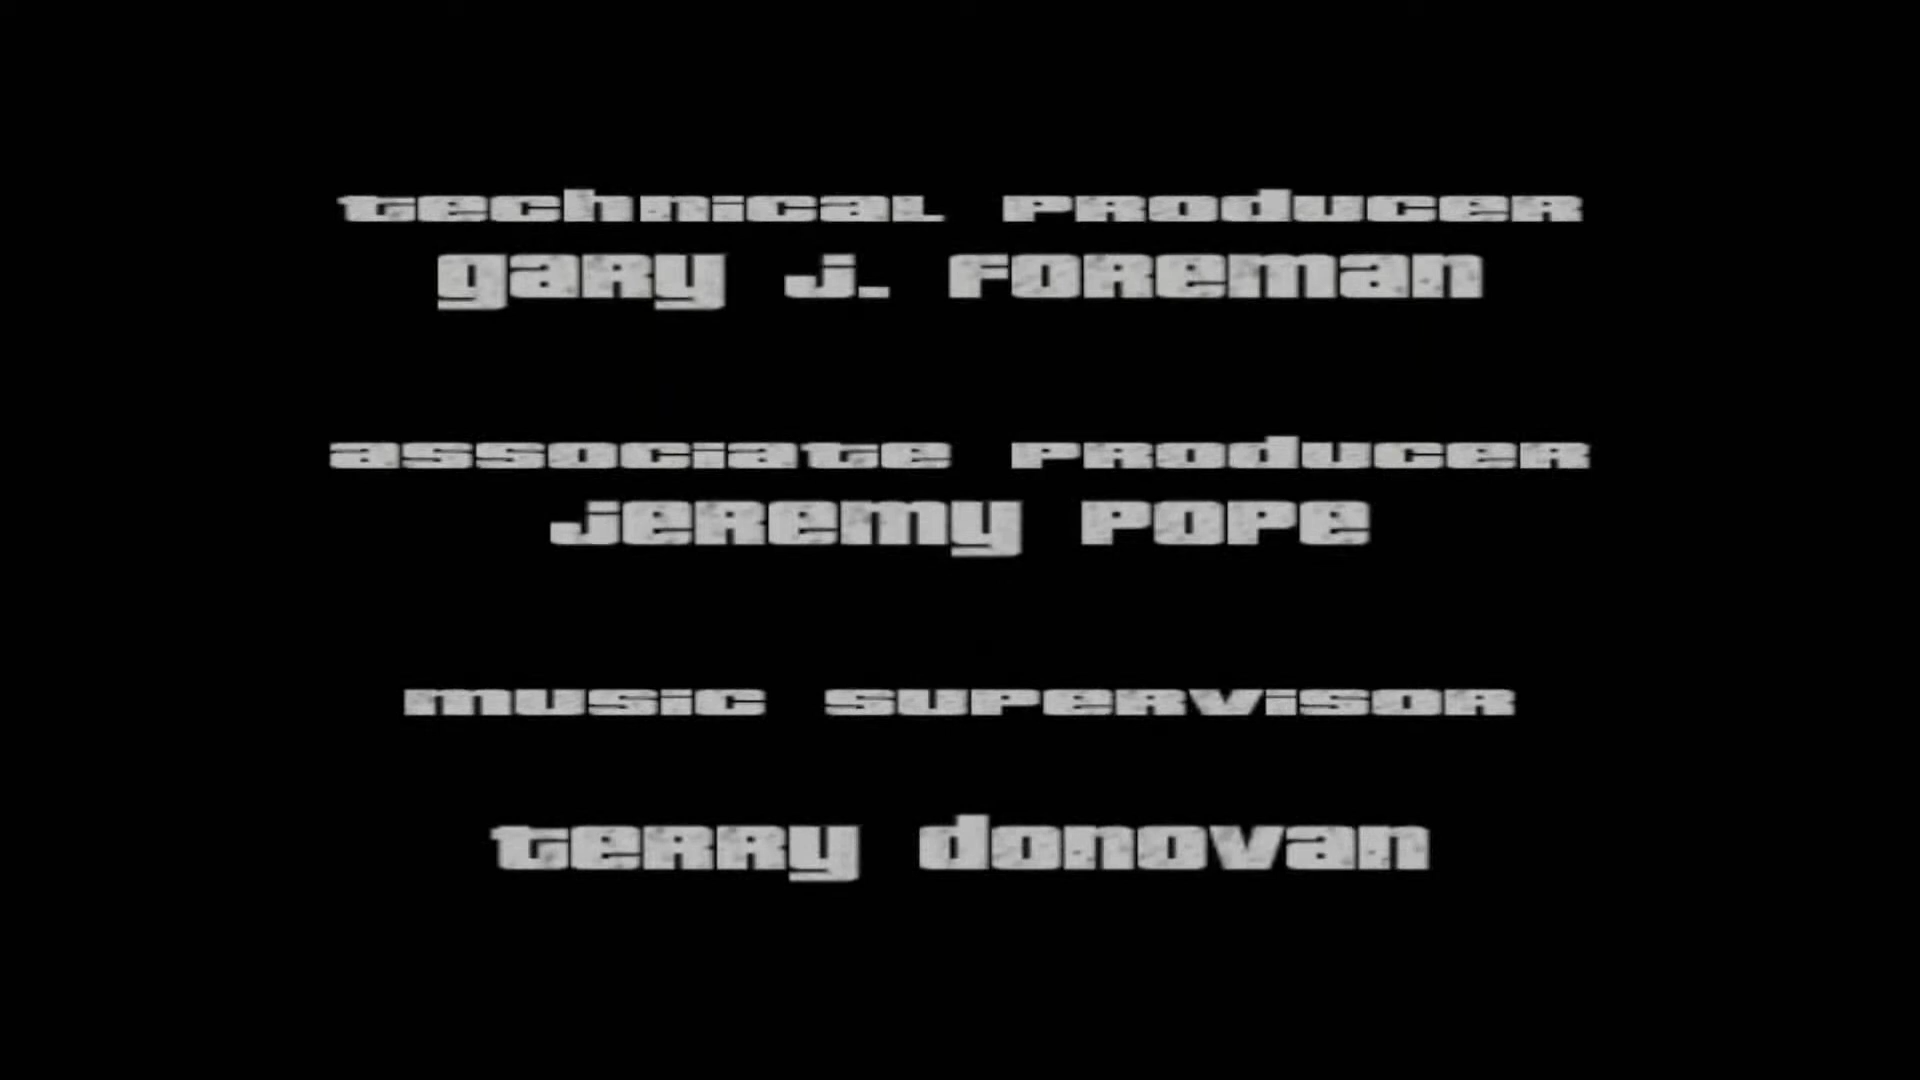 technical producer
gary j. foreman
associate producer
jeremy pope
music supervisor
terry donovan